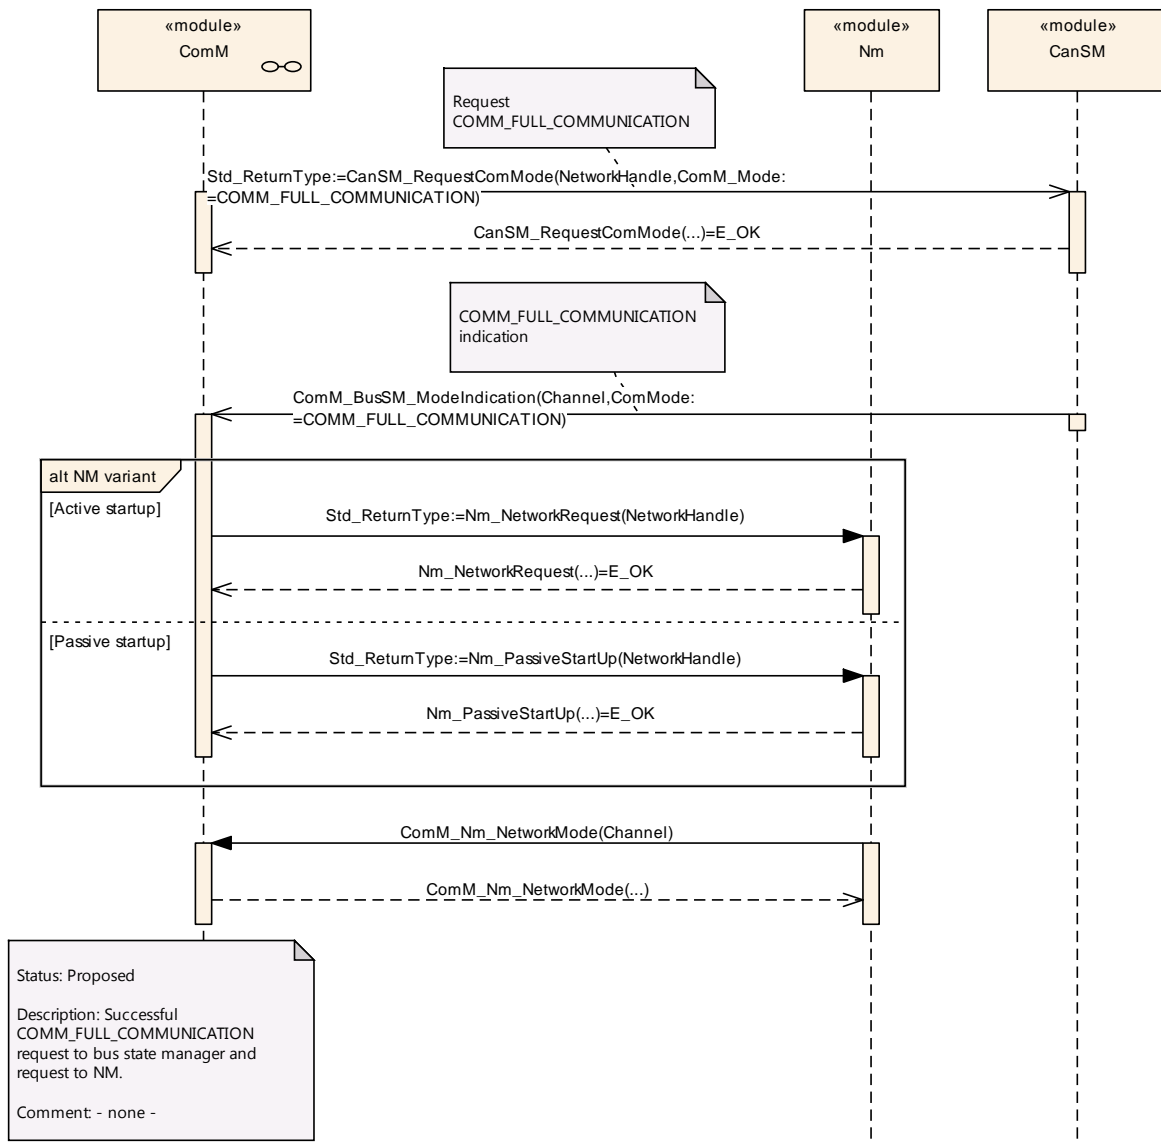 «module»
ComM
«module»
Nm
«module»
CanSM
Request
COMM_FULL_COMMUNICATION
Std_ReturnType:=CanSM_RequestComMode(NetworkHandle,ComM_Mode:
=COMM_FULL_COMMUNICATION)
CanSM_RequestComMode(...)=E_OK
COMM_FULL_COMMUNICATION
indication
ComM_BusSM_ModeIndication(Channel,ComMode:
=COMM_FULL_COMMUNICATION)
alt NM variant
[Active startup]
Std_ReturnType:=Nm_NetworkRequest(NetworkHandle)
Nm_NetworkRequest(...)=E_OK
[Passive startup]
Std_ReturnType:=Nm_PassiveStartUp(NetworkHandle)
Nm_PassiveStartUp(...)=E_OK
ComM_Nm_NetworkMode(Channel)
ComM_Nm_NetworkMode(...)
Status: Proposed
Description: Successful
COMM_FULL_COMMUNICATION
request to bus state manager and
request to NM.
Comment: - none -